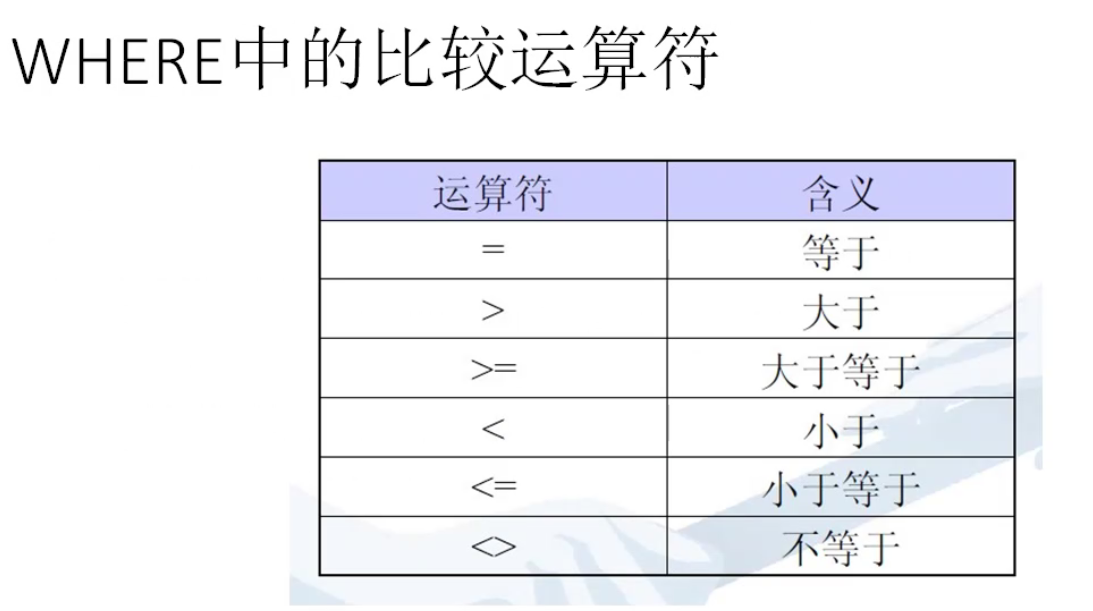 WHERE中的比较运算符
运算符 含义
= 等于
> 大于
>= 大于等于
< 小于
<= 小于等于
<> 不等于